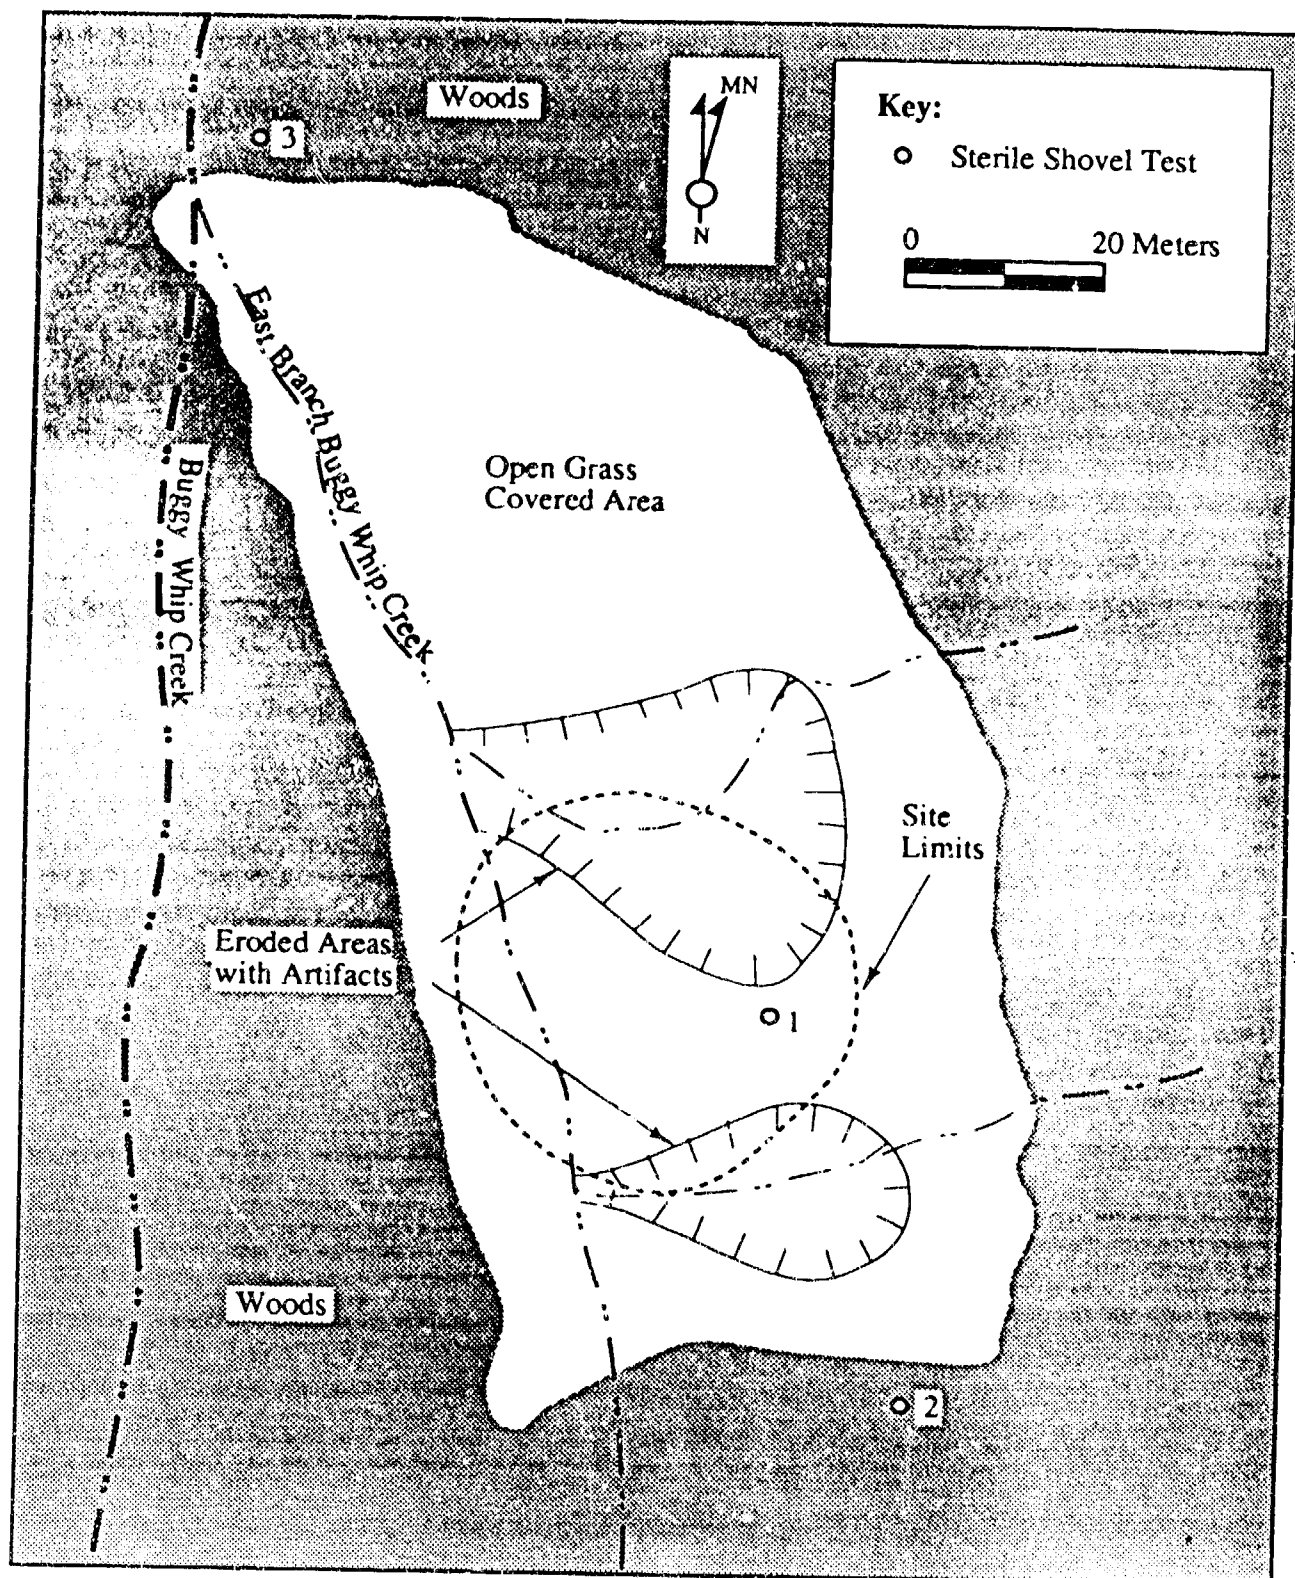 Woods
3
MN
N
Key:
Sterile Shovel Test
0 20 Meters
East Branch Buggy Whip Creek
Buggy Whip Creek
Open Grass
Covered Area
Site
Limits
Eroded Areas
with Artifacts
1
Woods
2